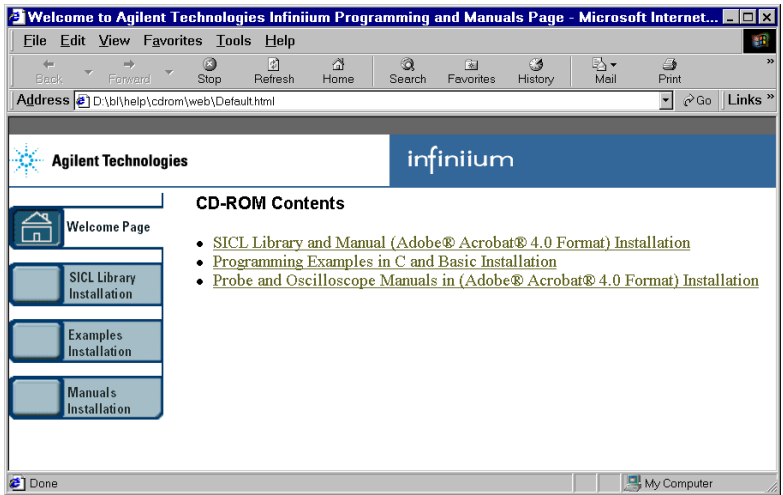 Welcome to Agilent Technologies Infiniium Programming and Manuals Page - Microsoft Internet...
File Edit View Favorites Tools Help
Back Forward Stop Refresh Home Search Favorites History Mail Print »
Address D:\bl\help\cdrom\web\Default.html Go Links »
Agilent Technologies infiniium
CD-ROM Contents
Welcome Page
• SICL Library and Manual (Adobe® Acrobat® 4.0 Format) Installation
• Programming Examples in C and Basic Installation
• Probe and Oscilloscope Manuals in (Adobe® Acrobat® 4.0 Format) Installation
SICL Library
Installation
Examples
Installation
Manuals
Installation
Done My Computer